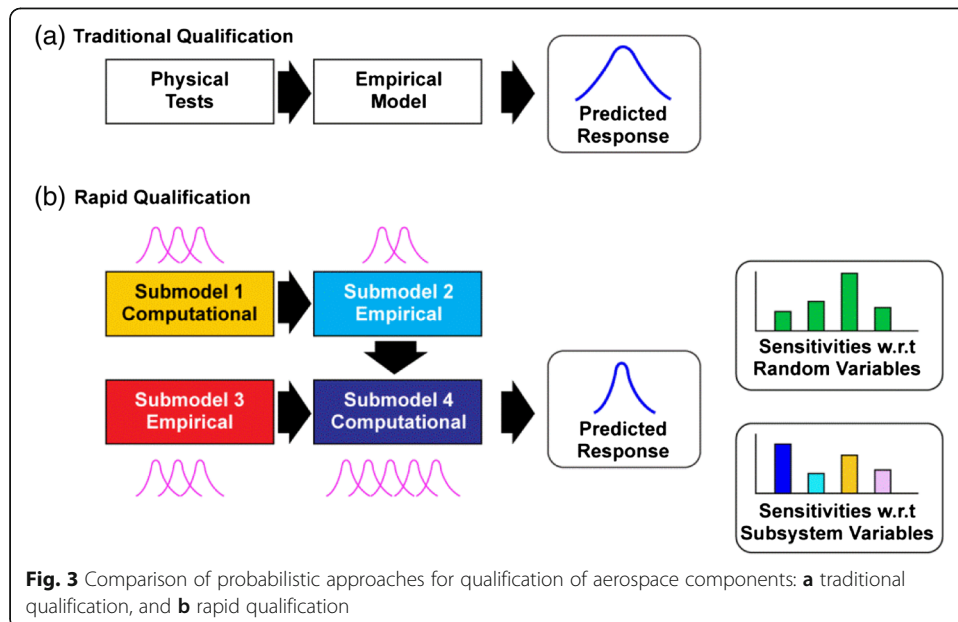 (a) Traditional Qualification
Physical
Tests
Empirical
Model
Predicted
Response
(b) Rapid Qualification
Submodel 1
Computational
Submodel 2
Empirical
Submodel 3
Empirical
Submodel 4
Computational
Predicted
Response
Sensitivities w.r.t
Random Variables
Sensitivities w.r.t
Subsystem Variables
Fig. 3 Comparison of probabilistic approaches for qualification of aerospace components: a traditional
qualification, and b rapid qualification